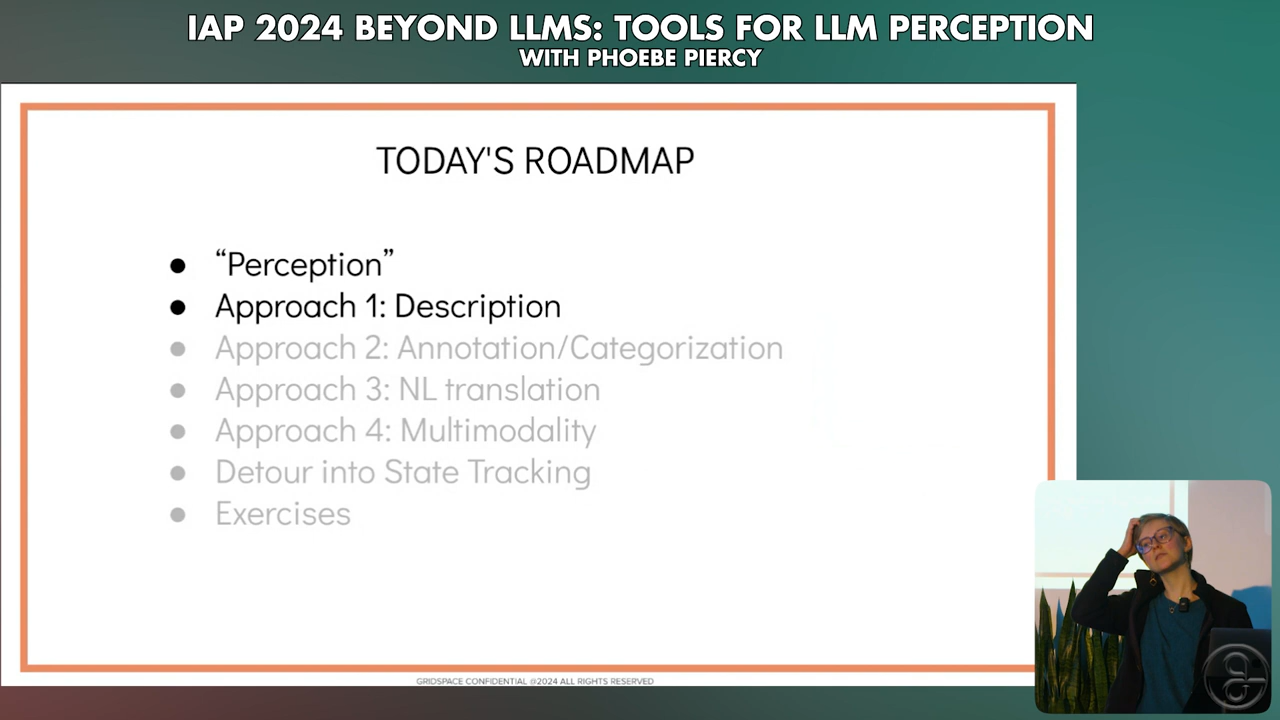 IAP 2024 BEYOND LLMS: TOOLS FOR LLM PERCEPTION
WITH PHOEBE PIERCY
TODAY'S ROADMAP
● “Perception”
● Approach 1: Description
● Approach 2: Annotation/Categorization
● Approach 3: NL translation
● Approach 4: Multimodality
● Detour into State Tracking
● Exercises
GRIDSPACE CONFIDENTIAL @2024 ALL RIGHTS RESERVED